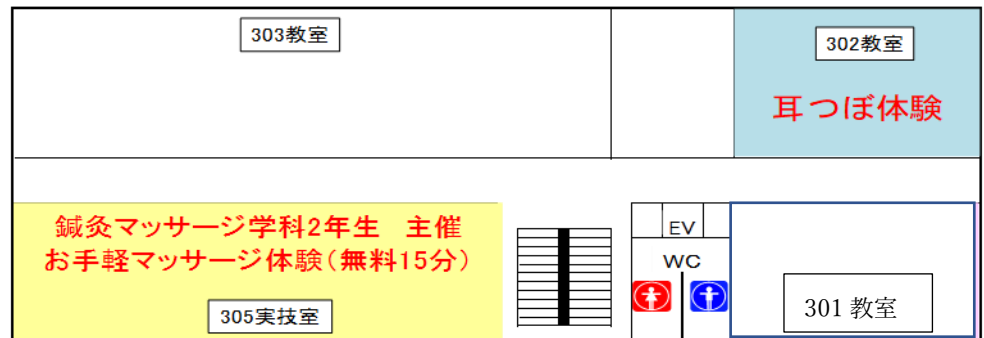 303教室
302教室
耳つぼ体験
鍼灸マッサージ学科2年生　主催
お手軽マッサージ体験（無料15分）
305実技室
EV
WC
301 教室